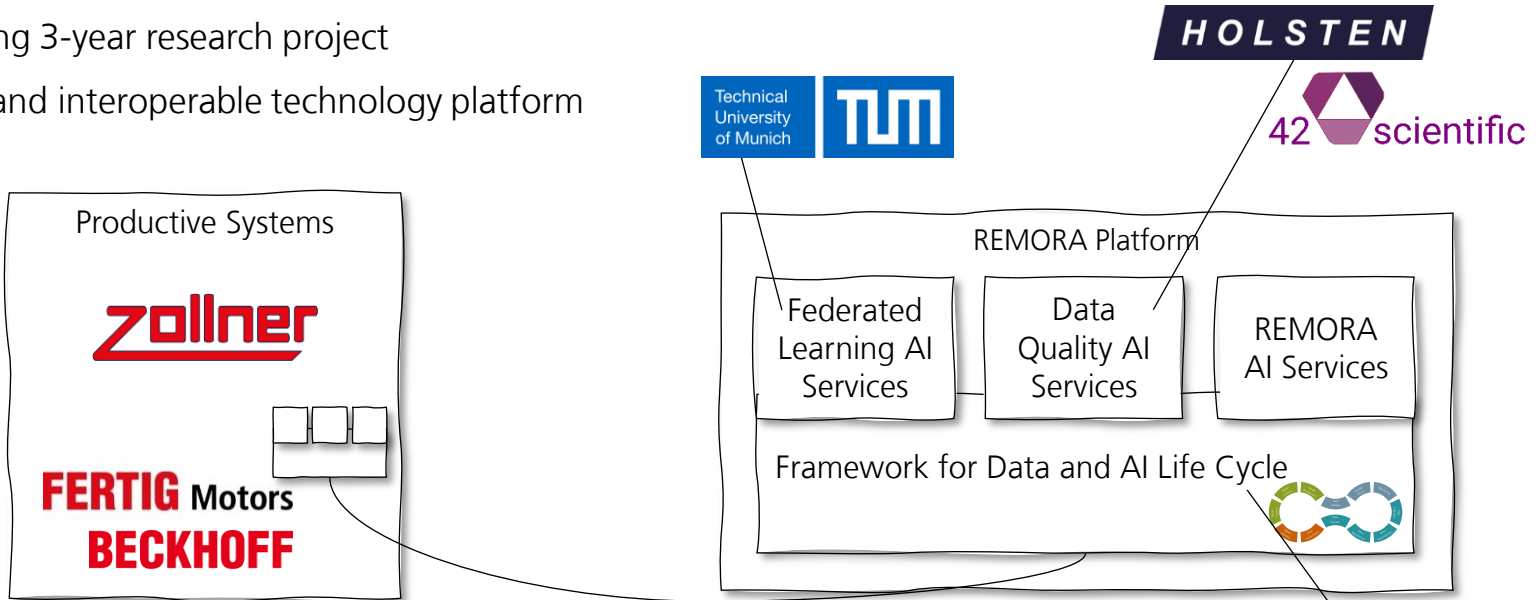 ng 3-year research project
and interoperable technology platform
HOLSTEN
Technical
University
of Munich
TUM
42 scientific
Productive Systems
zollner
FERTIG Motors
BECKHOFF
REMORA Platform
Federated
Learning AI
Services
Data
Quality AI
Services
REMORA
AI Services
Framework for Data and AI Life Cycle